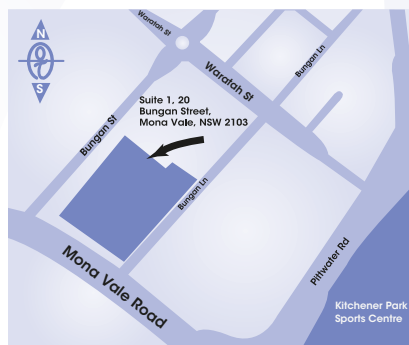 Waratah St
N
S
Waratah St
Bungan Ln
Suite 1, 20
Bungan Street,
Mona Vale, NSW 2103
Bungan St
Bungan Ln
Mona Vale Road
Pittwater Rd
Kitchener Park
Sports Centre